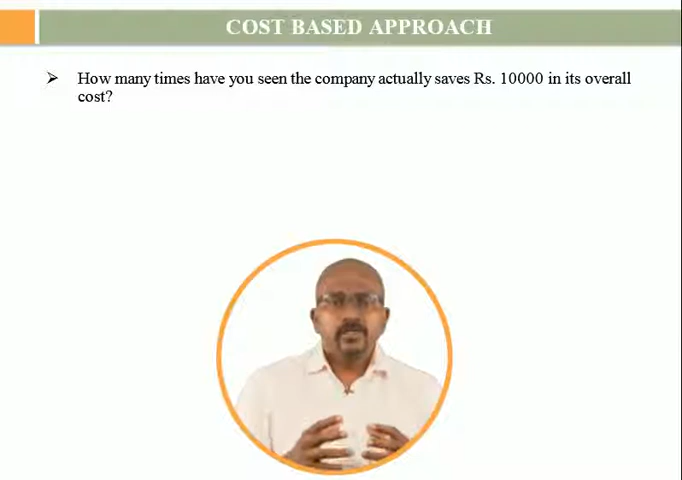 COST BASED APPROACH
➢ How many times have you seen the company actually saves Rs. 10000 in its overall
cost?